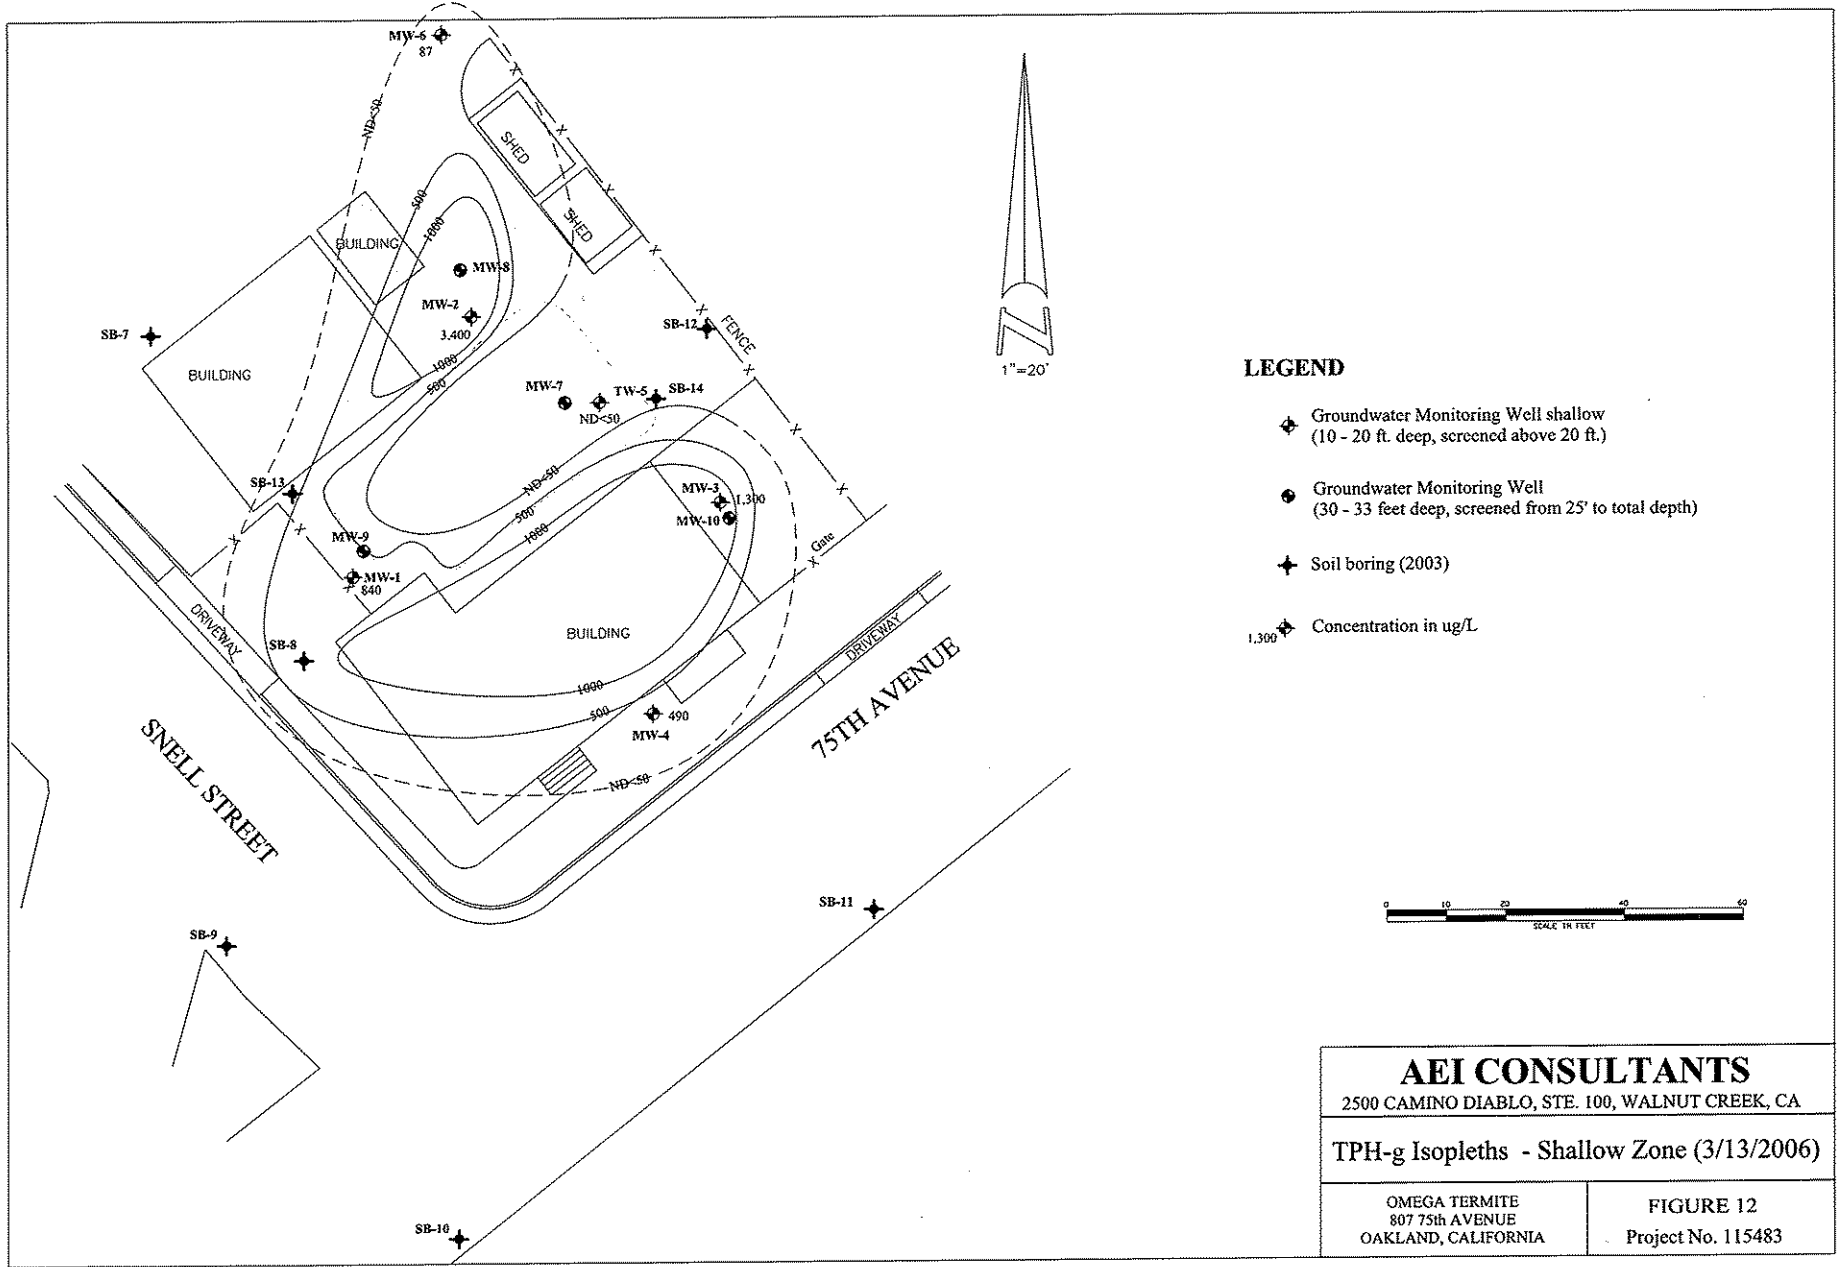 MW-6
87
ND<50
SHED
SHED
500
1000
BUILDING
MW-8
MW-2
3,400
SB-7
BUILDING
1000
500
SB-12
FENCE
MW-7
TW-5
SB-14
ND<50
SB-13
ND<50
500
1000
MW-3
1,300
MW-10
MW-9
MW-1
840
Gate
DRIVEWAY
SB-8
BUILDING
DRIVEWAY
1000
500
490
MW-4
ND<50
SNELL STREET
75TH AVENUE
SB-11
SB-9
SB-10
X X X X X X X X X X X X
N
1"=20'
LEGEND
Groundwater Monitoring Well shallow
(10 - 20 ft. deep, screened above 20 ft.)
Groundwater Monitoring Well
(30 - 33 feet deep, screened from 25' to total depth)
Soil boring (2003)
1,300 Concentration in ug/L
0 10 20 40 60
SCALE IN FEET
AEI CONSULTANTS
2500 CAMINO DIABLO, STE. 100, WALNUT CREEK, CA
TPH-g Isopleths - Shallow Zone (3/13/2006)
OMEGA TERMITE
807 75th AVENUE
OAKLAND, CALIFORNIA
FIGURE 12
Project No. 115483